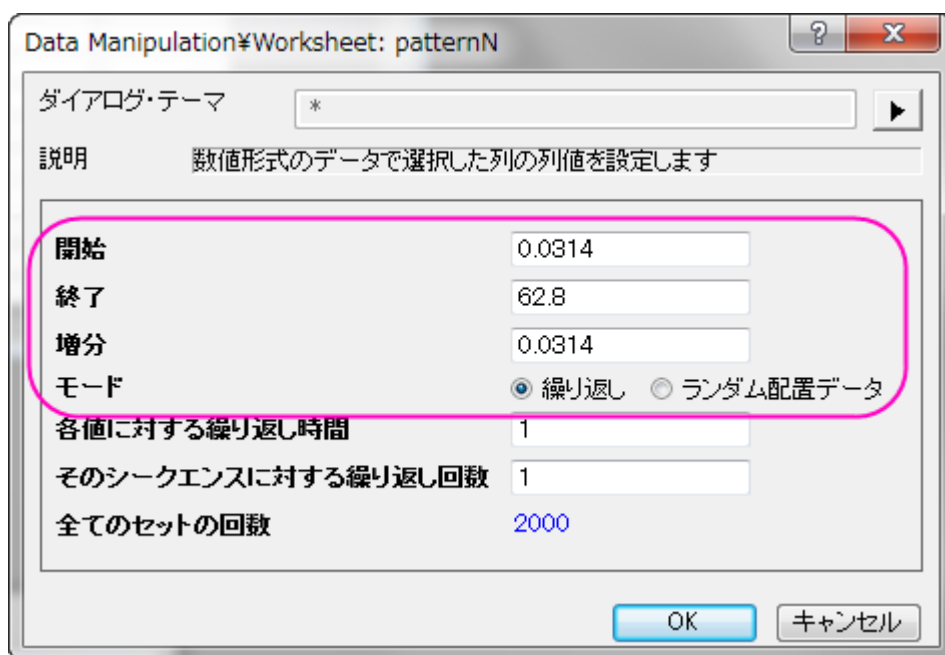 Data Manipulation¥Worksheet: patternN
ダイアログ・テーマ *
説明 数値形式のデータで選択した列の列値を設定します
開始 0.0314
終了 62.8
増分 0.0314
モード 繰り返し ランダム配置データ
各値に対する繰り返し時間 1
そのシークエンスに対する繰り返し回数 1
全てのセットの回数 2000
OK キャンセル